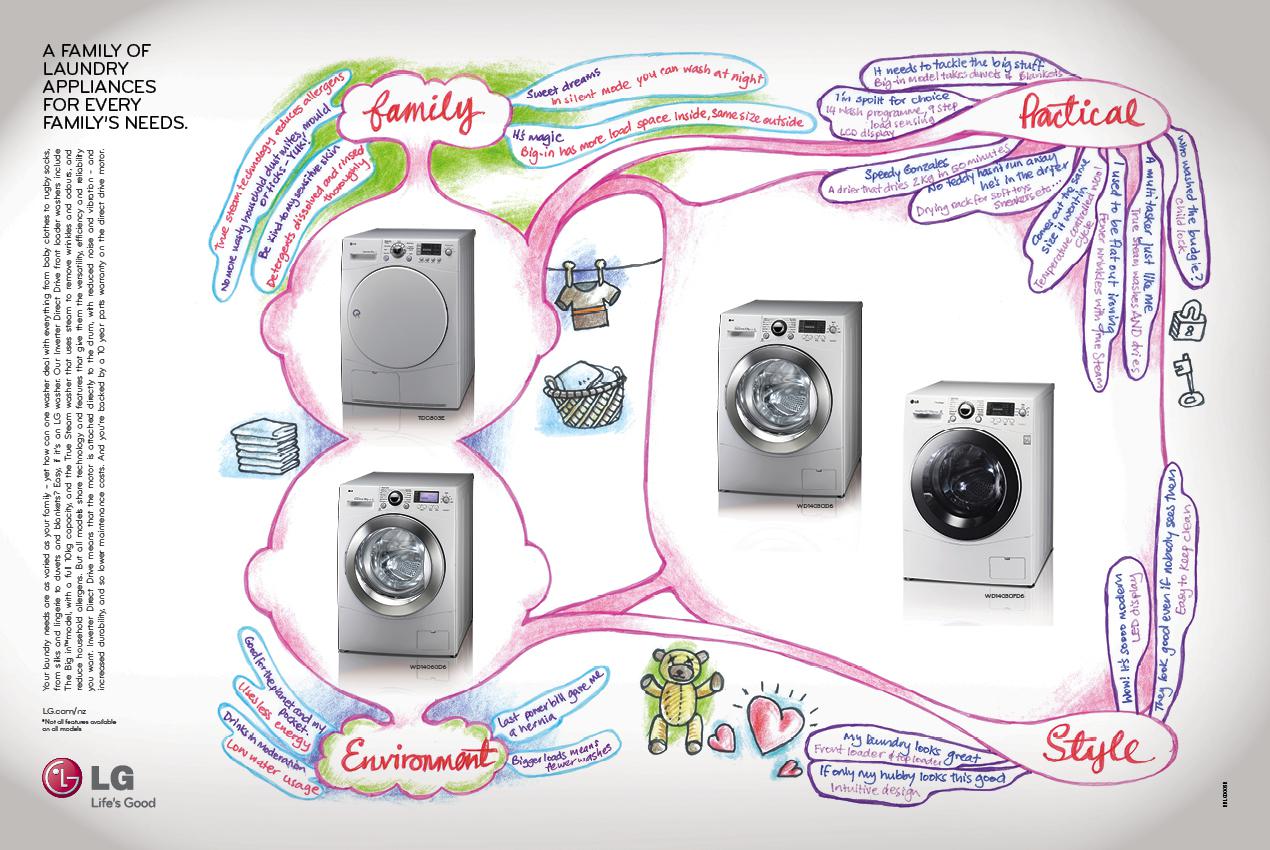 A FAMILY OF
LAUNDRY
APPLIANCES
FOR EVERY
FAMILY'S NEEDS.
Your laundry needs are as varied as your family – yet how can one washer deal with everything from baby clothes to rugby socks,
from silks and lingerie to duvets and blankets? Easy, if it's an LG washer. Our Inverter Direct Drive front loader washers include
The Big in™ model, with a full 10kg capacity, and the True Steam washer that uses steam to remove wrinkles and odours, and
reduce household allergens. But all models share technology and features that give them the versatility, efficiency and reliability
you want. Inverter Direct Drive means that the motor is attached directly to the drum, with reduced noise and vibration – and
increased durability, and so lower maintenance costs. And you're backed by a 10 year parts warranty on the direct drive motor.
LG.com/nz
*Not all features available
on all models
LG
Life's Good
family
True steam technology reduces allergens
No more nasty household dust mites, mould
or ticks - YUK!
Be kind to my sensitive skin
Detergents dissolved and rinsed
thoroughly
Sweet dreams
In silent mode you can wash at night
It's magic
Big-in has more load space inside, same size outside
Practical
It needs to tackle the big stuff
Big-in Model takes duvets & Blankets
I'm spoilt for choice
14 wash programme, 9 step
load sensing
LCD display
Speedy Gonzales
A drier that dries 2Kg in 50 minutes
No teddy hasn't run away
he's in the dryer
Drying rack for soft toys
sneakers etc...
Comes out the same
size it went in
Temperature controlled wool
cycle
I used to be flat out ironing
Fewer wrinkles with True Steam
A multitasker just like me
True Steam washes AND dries
Who washed the budgie?
child lock
TDC803E
WD14060D6
WD14030D6
WD14030FD6
Environment
Good for the planet and my
pocket
Uses less energy
Drinks in Moderation
Low water usage
Last power bill gave me
a hernia
Bigger loads means
fewer washes
Style
They look good even if nobody sees them
Easy to keep clean
Wow! it's soooo modern
LED display
My laundry looks great
Front loader & top loader
If only my hubby looks this good
Intuitive design